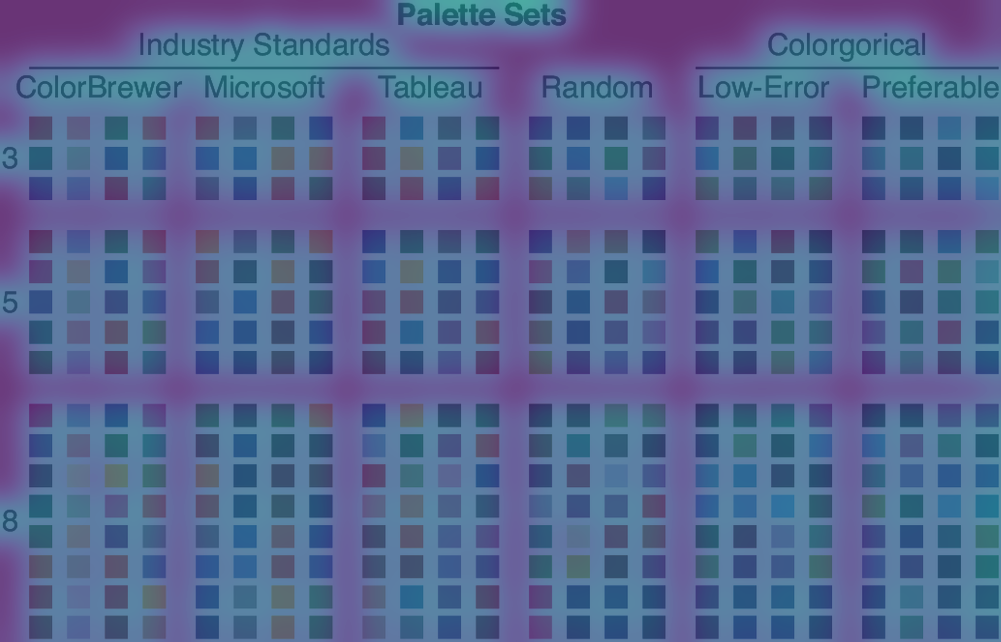 Palette Sets
Industry Standards Colorgorical
ColorBrewer Microsoft Tableau Random Low-Error Preferable
3
5
8